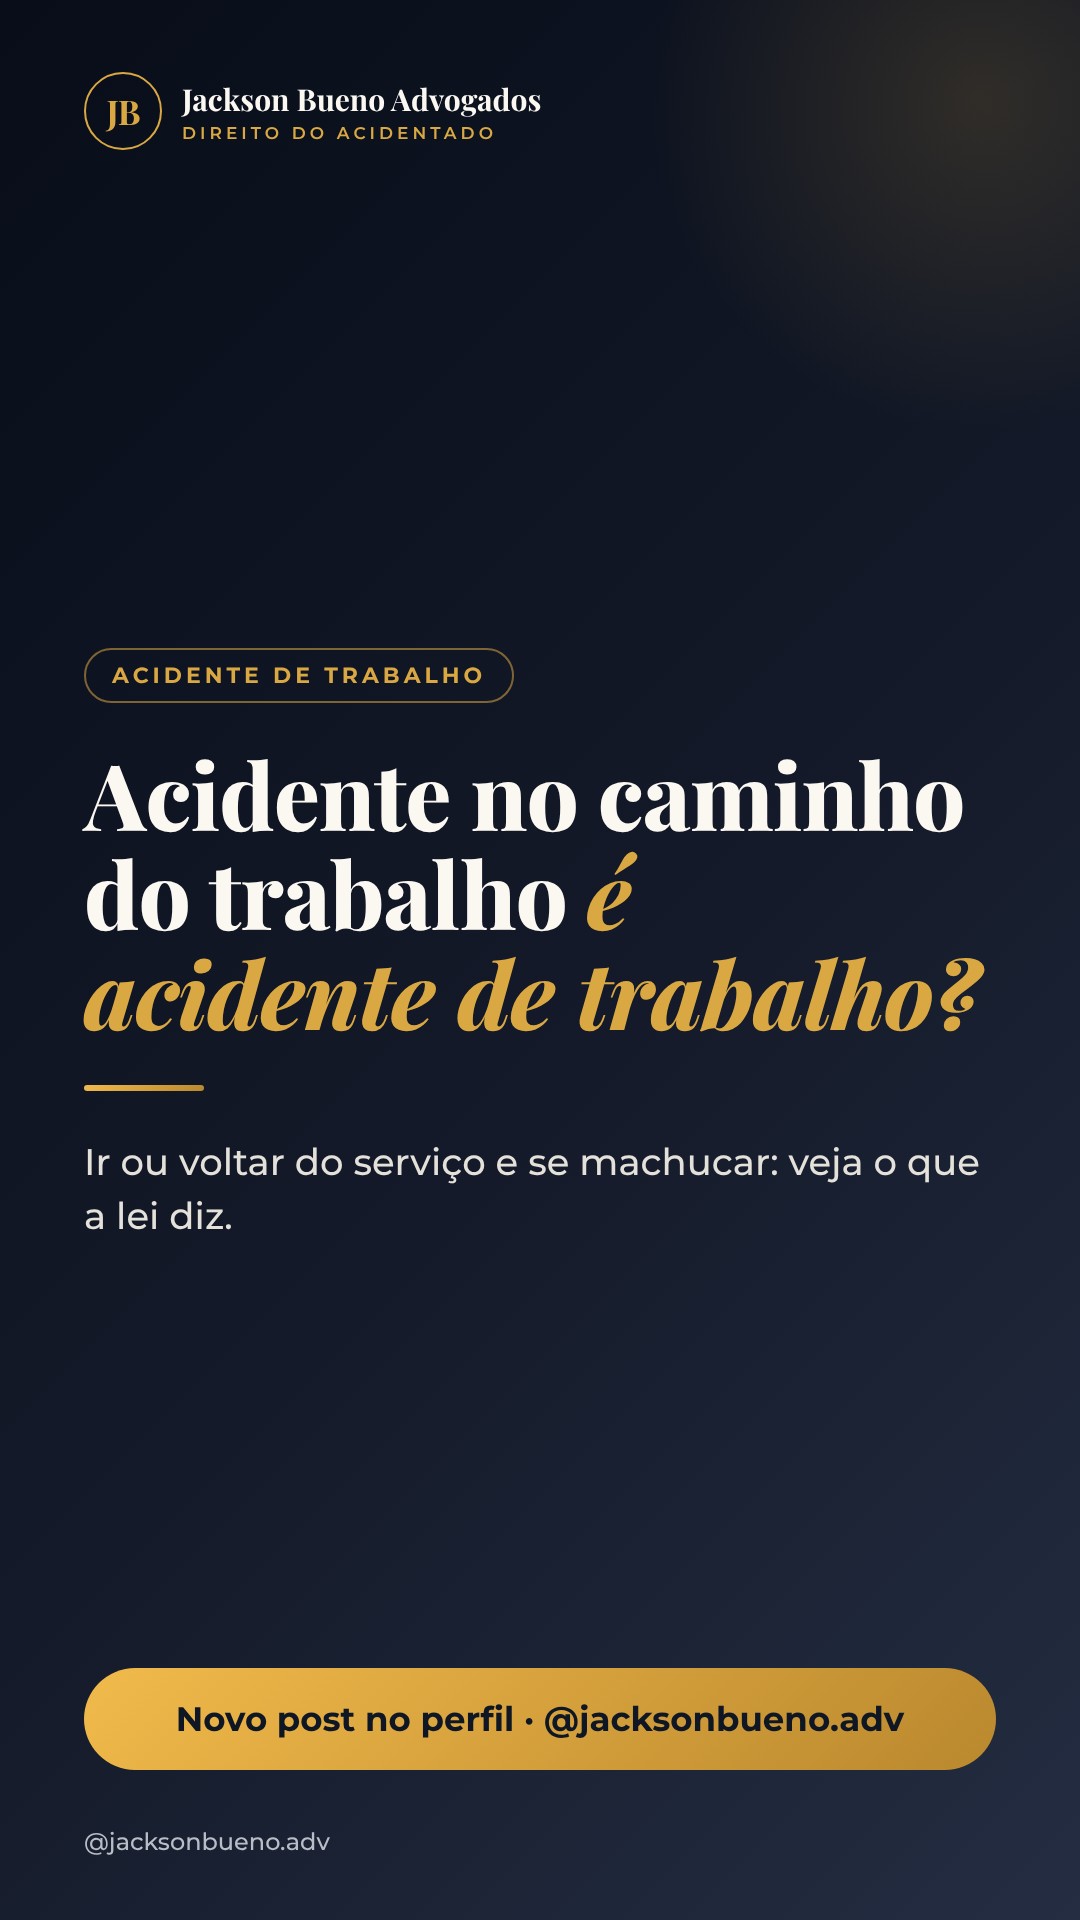 JB
Jackson Bueno Advogados
DIREITO DO ACIDENTADO
ACIDENTE DE TRABALHO
Acidente no caminho
do trabalho é
acidente de trabalho?
Ir ou voltar do serviço e se machucar: veja o que
a lei diz.
Novo post no perfil · @jacksonbueno.adv
@jacksonbueno.adv